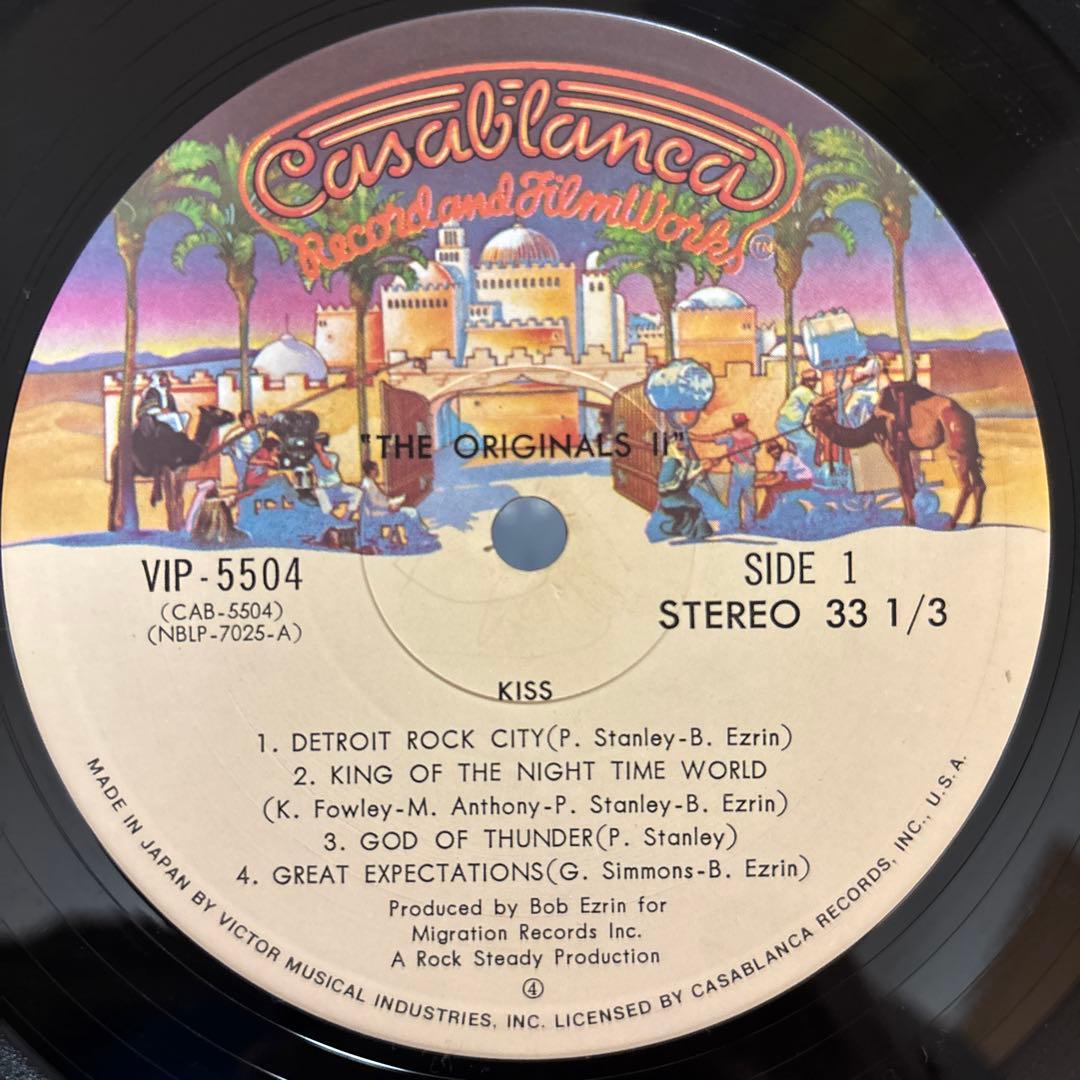 Casablanca
Record and FilmWorks TM
"THE ORIGINALS II"
VIP-5504
(CAB-5504)
(NBLP-7025-A)
SIDE 1
STEREO 33 1/3
KISS
1. DETROIT ROCK CITY(P. Stanley-B. Ezrin)
2. KING OF THE NIGHT TIME WORLD
(K. Fowley-M. Anthony-P. Stanley-B. Ezrin)
3. GOD OF THUNDER(P. Stanley)
4. GREAT EXPECTATIONS(G. Simmons-B. Ezrin)
Produced by Bob Ezrin for
Migration Records Inc.
A Rock Steady Production
④
MADE IN JAPAN BY VICTOR MUSICAL INDUSTRIES, INC. LICENSED BY CASABLANCA RECORDS, INC., U.S.A.